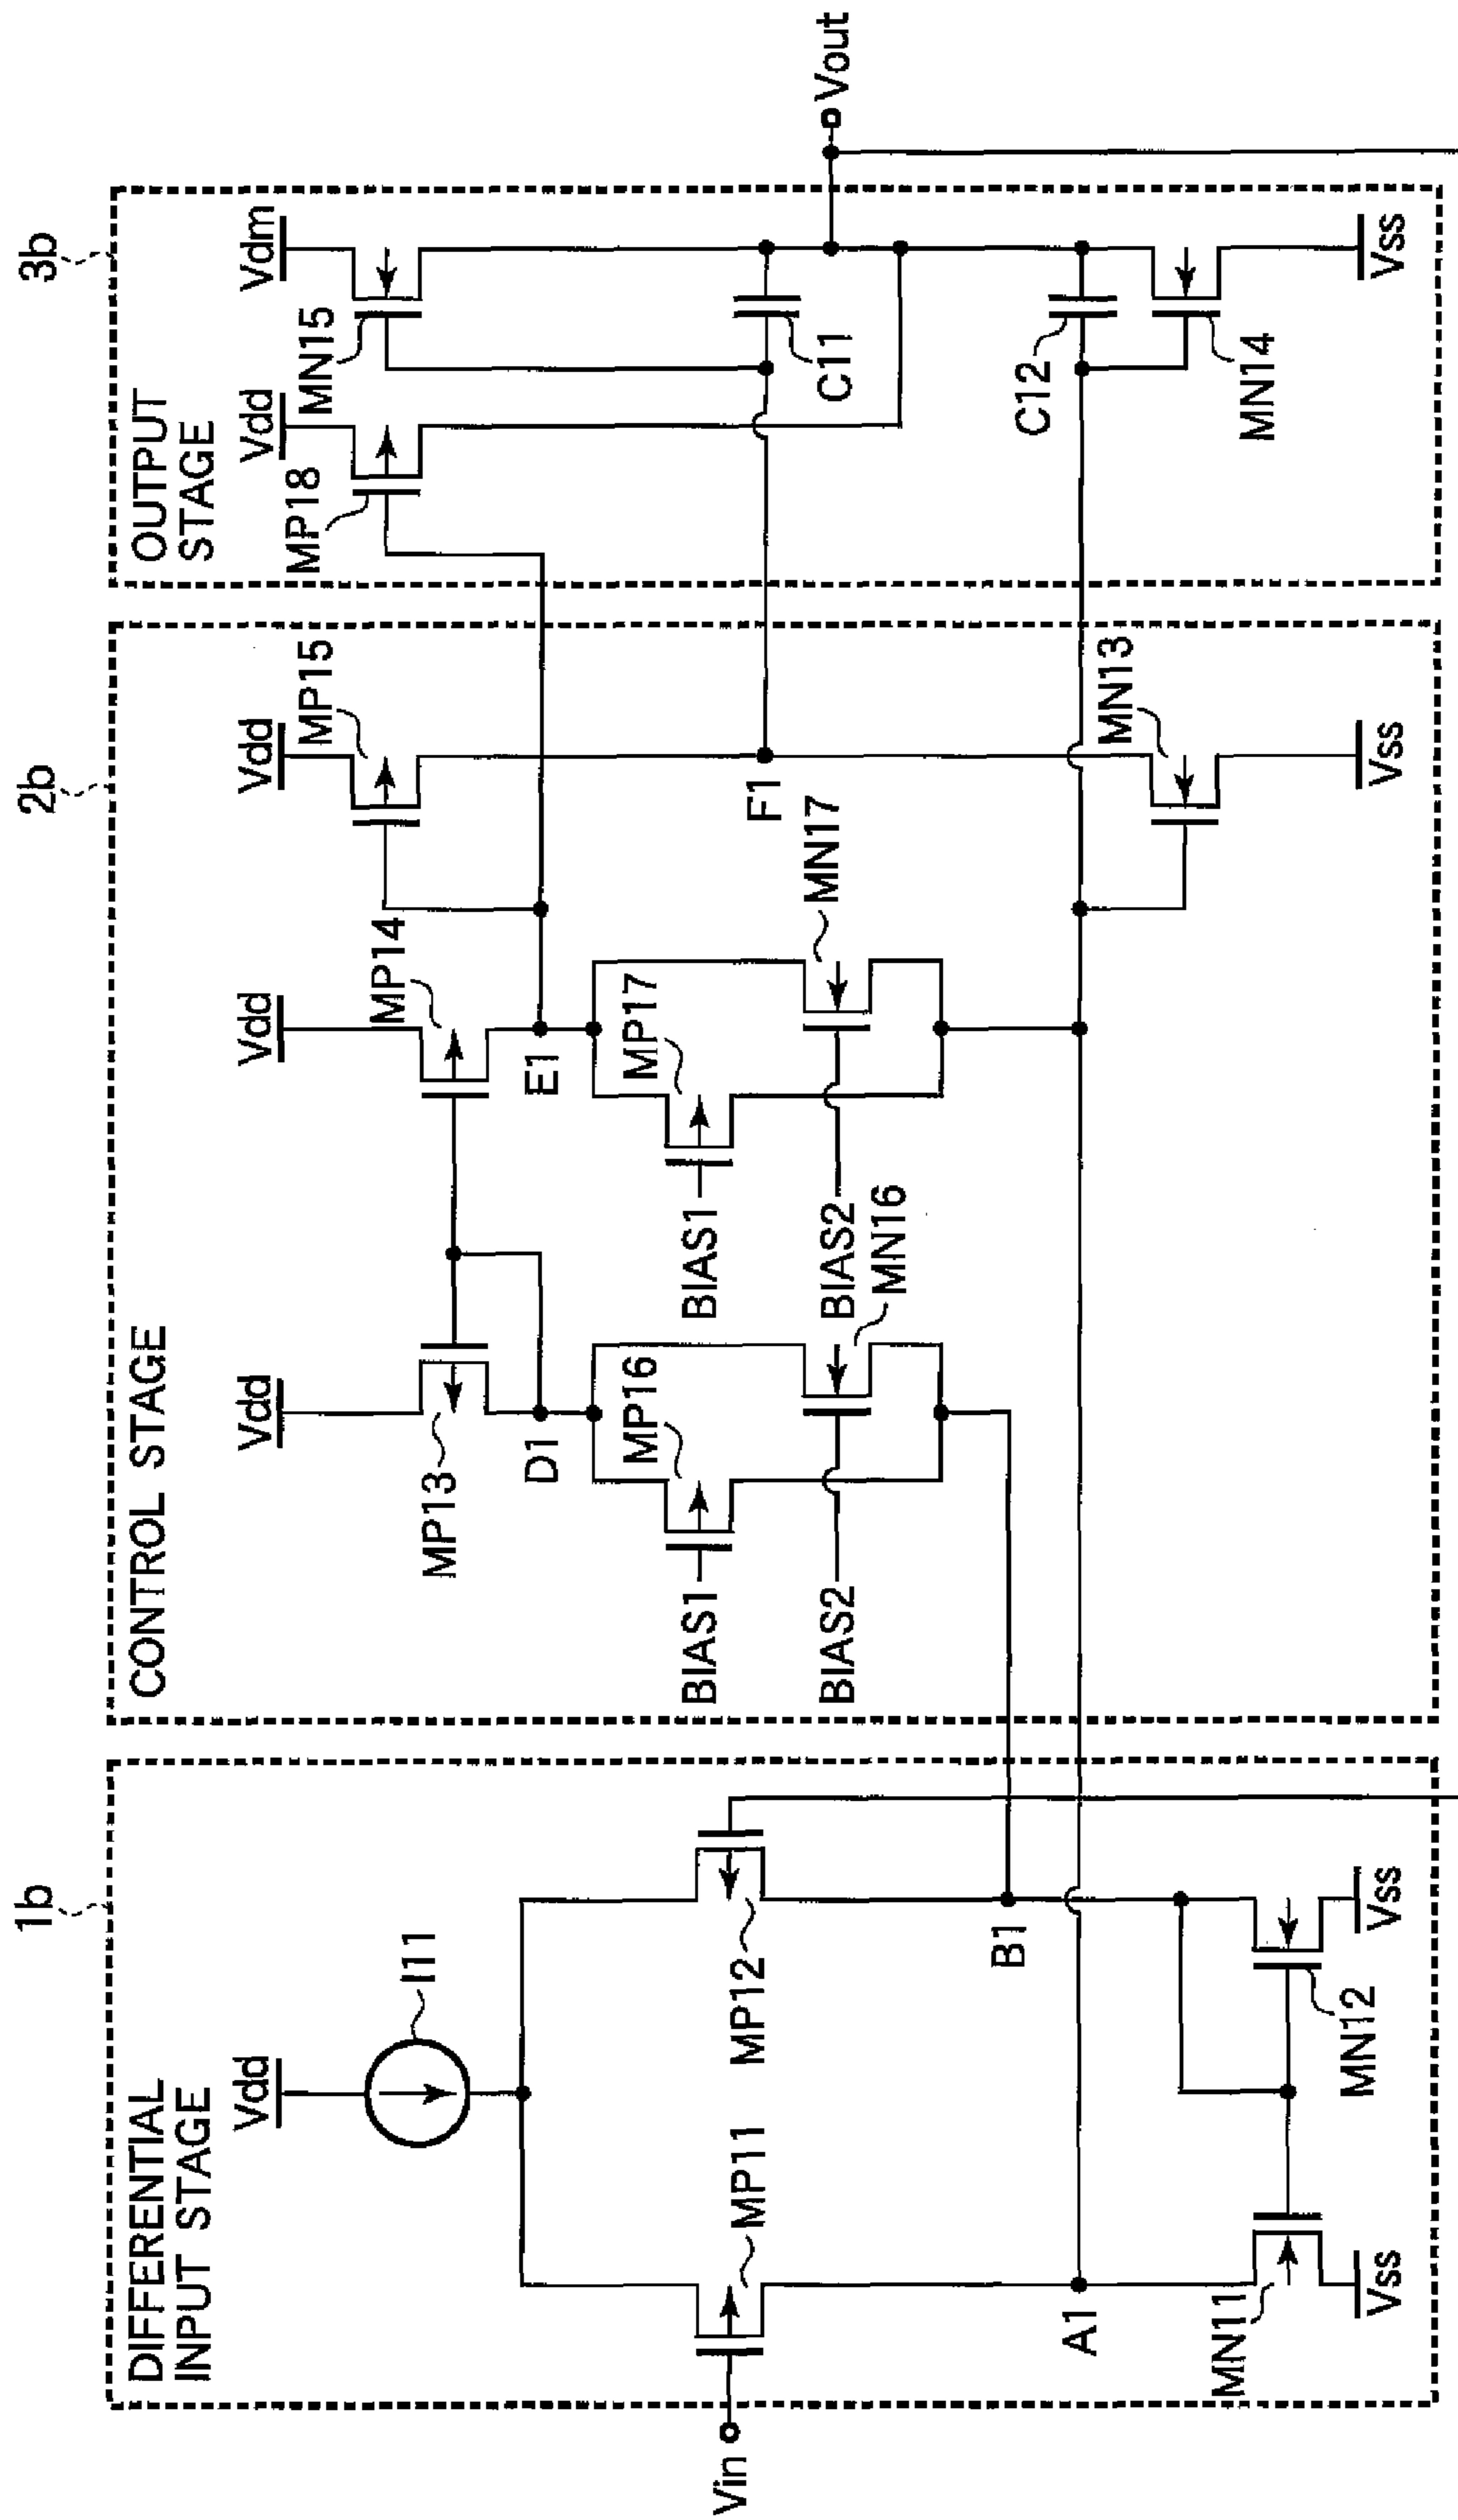 1b
2b
3b
DIFFERENTIAL
INPUT STAGE
CONTROL STAGE
OUTPUT
STAGE
Vdd
I11
Vin
MP11
MP12
A1
B1
MN11
MN12
Vss
Vss
Vdd
MP13
D1
BIAS1
MP16
BIAS2
MN16
Vdd
MP14
E1
BIAS1
MP17
BIAS2
MN17
Vdd
MP15
F1
MN13
Vss
Vdd
MP18
Vdm
MN15
C11
C12
MN14
Vss
Vout